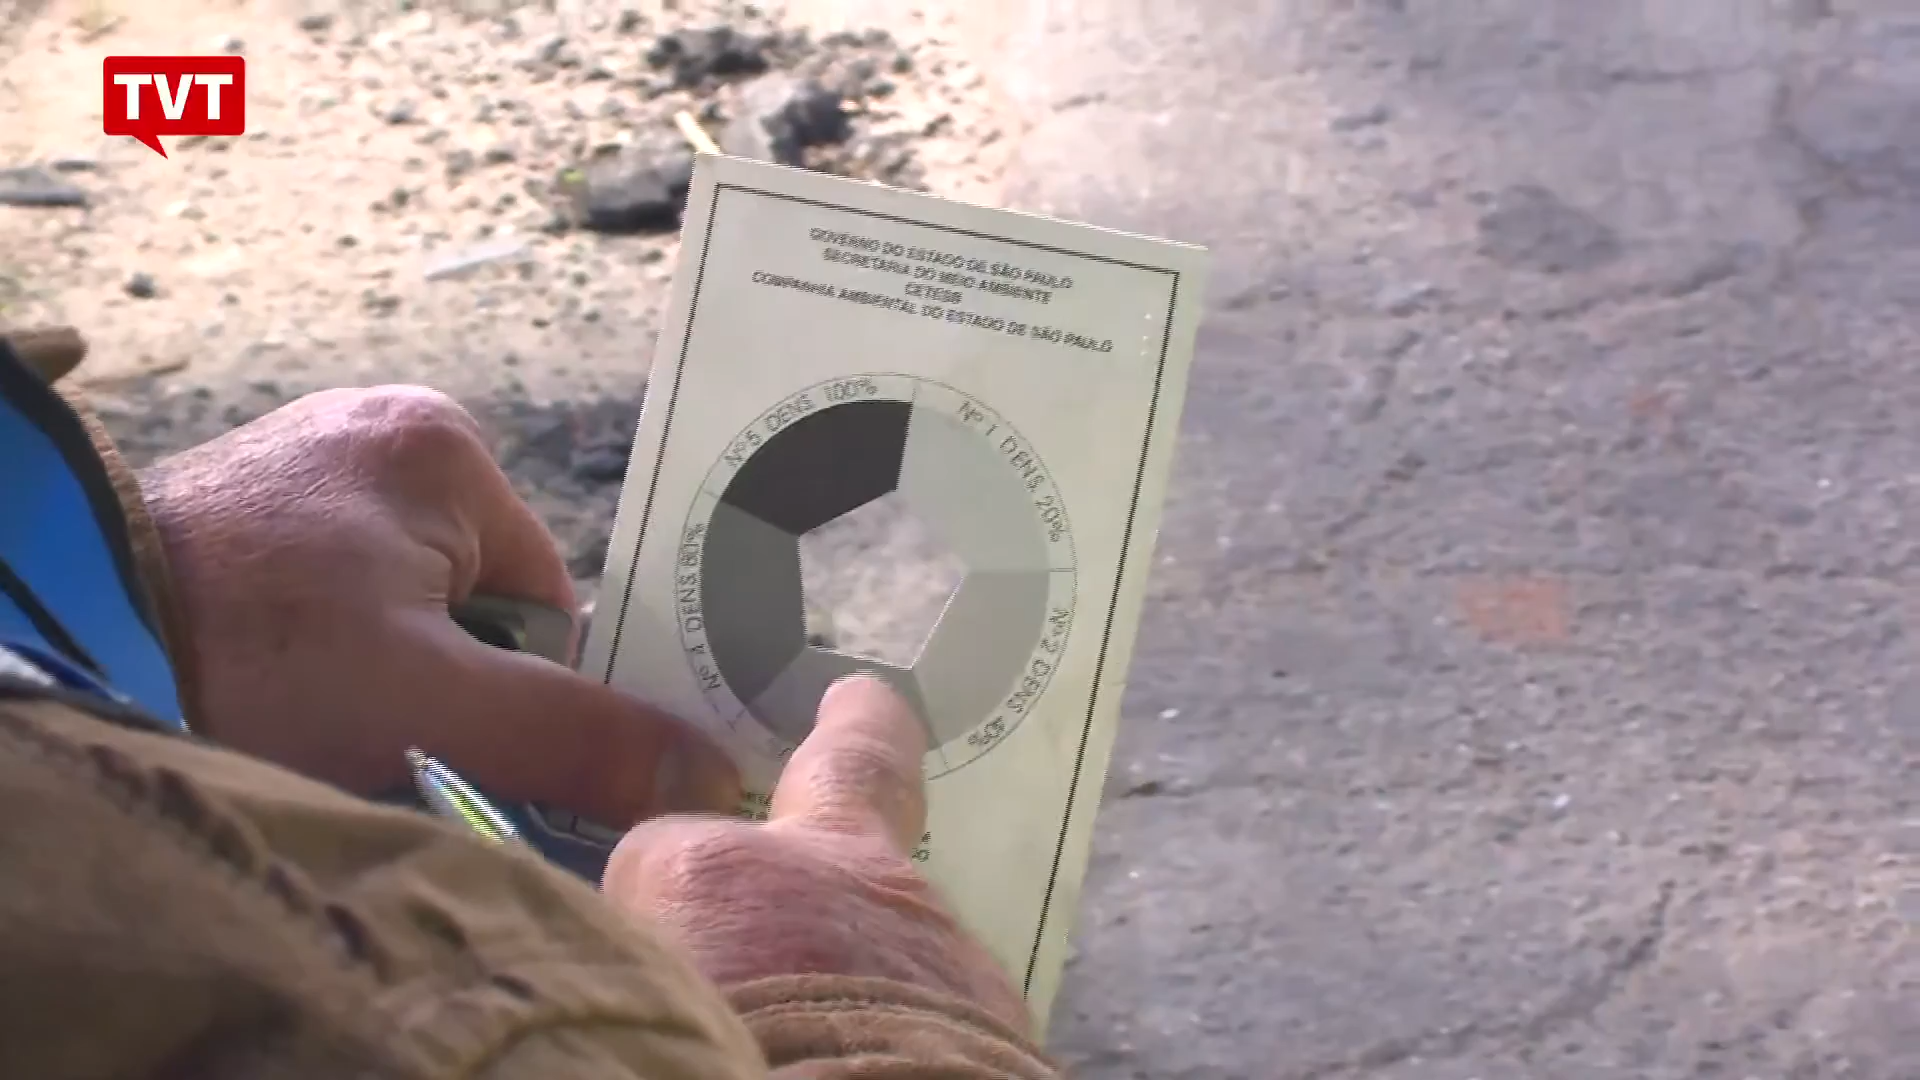 TVT
GOVERNO DO ESTADO DE SÃO PAULO
SECRETARIA DO MEIO AMBIENTE
CETESB
COMPANHIA AMBIENTAL DO ESTADO DE SÃO PAULO
Nº 5 DENS. 100%
Nº 1 DENS. 20%
Nº 4 DENS. 80%
Nº 2 DENS. 40%